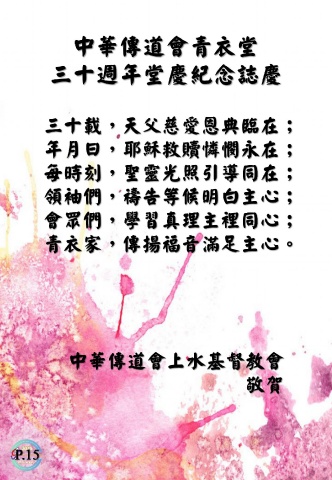 中華傳道會青衣堂
三十週年堂慶紀念誌慶
三十載，天父慈愛恩典臨在；
年月日，耶穌救贖憐憫永在；
每時刻，聖靈光照引導同在；
領袖們，禱告等候明白主心；
會眾們，學習真理主裡同心；
青衣家，傳揚福音滿足主心。
中華傳道會上水基督教會
敬賀
P.15